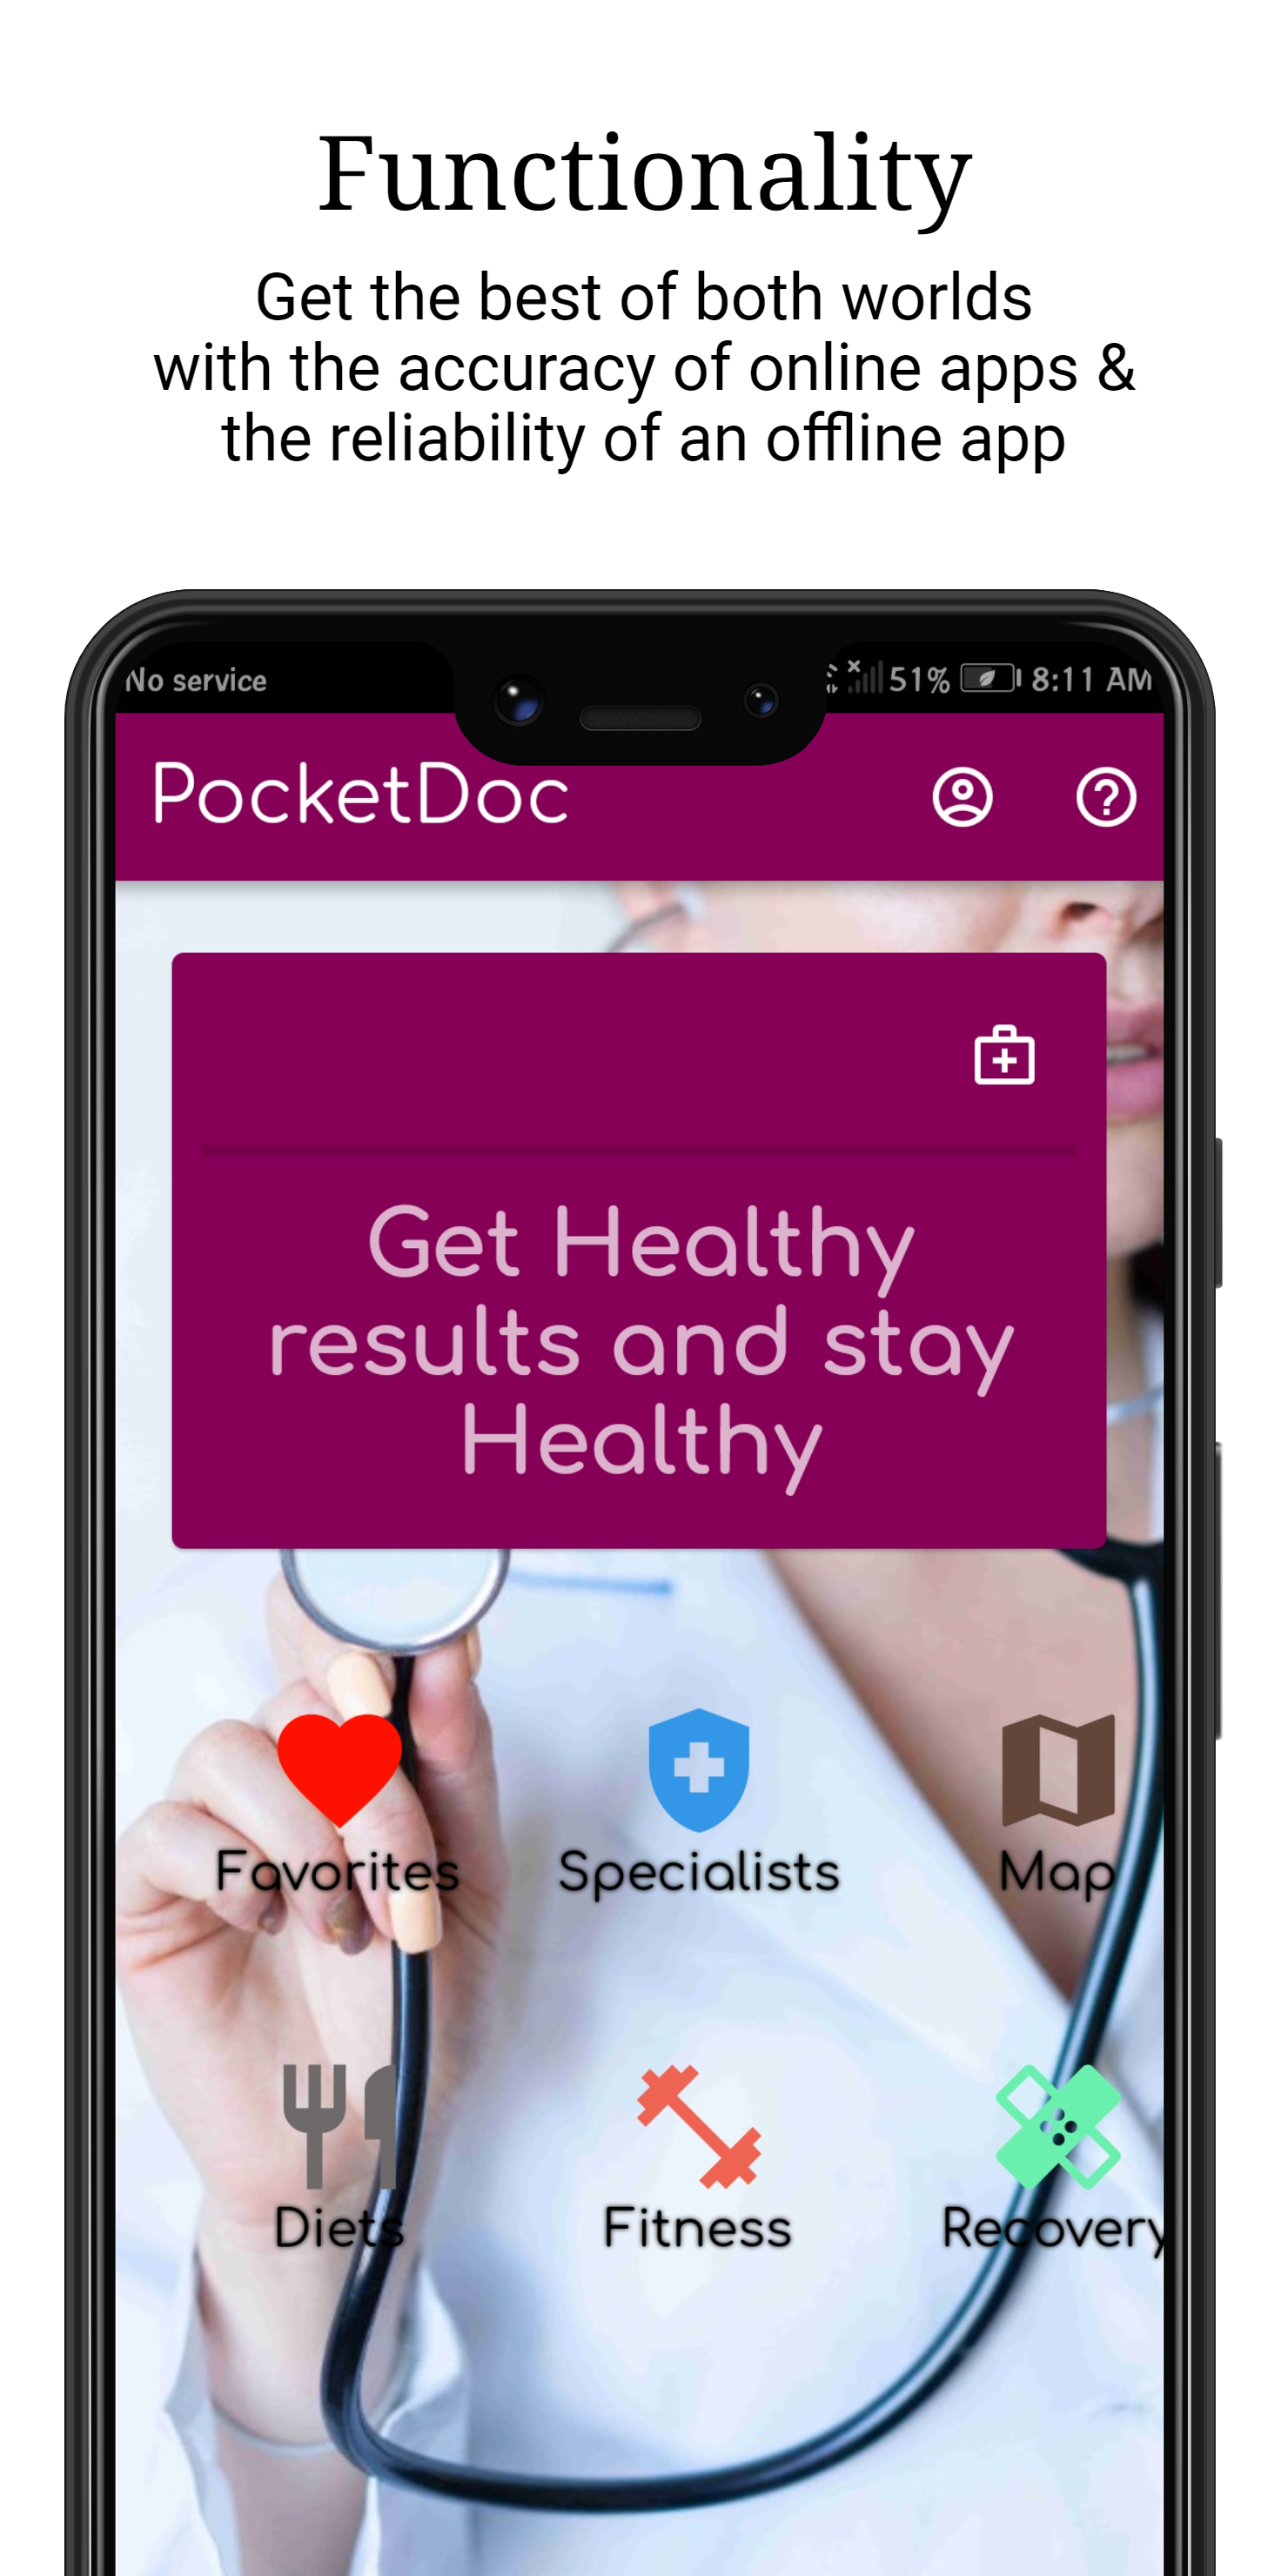 Functionality
Get the best of both worlds
with the accuracy of online apps &
the reliability of an offline app
No service 51% 8:11 AM
PocketDoc
Get Healthy
results and stay
Healthy
Favorites Specialists Map
Diets Fitness Recovery